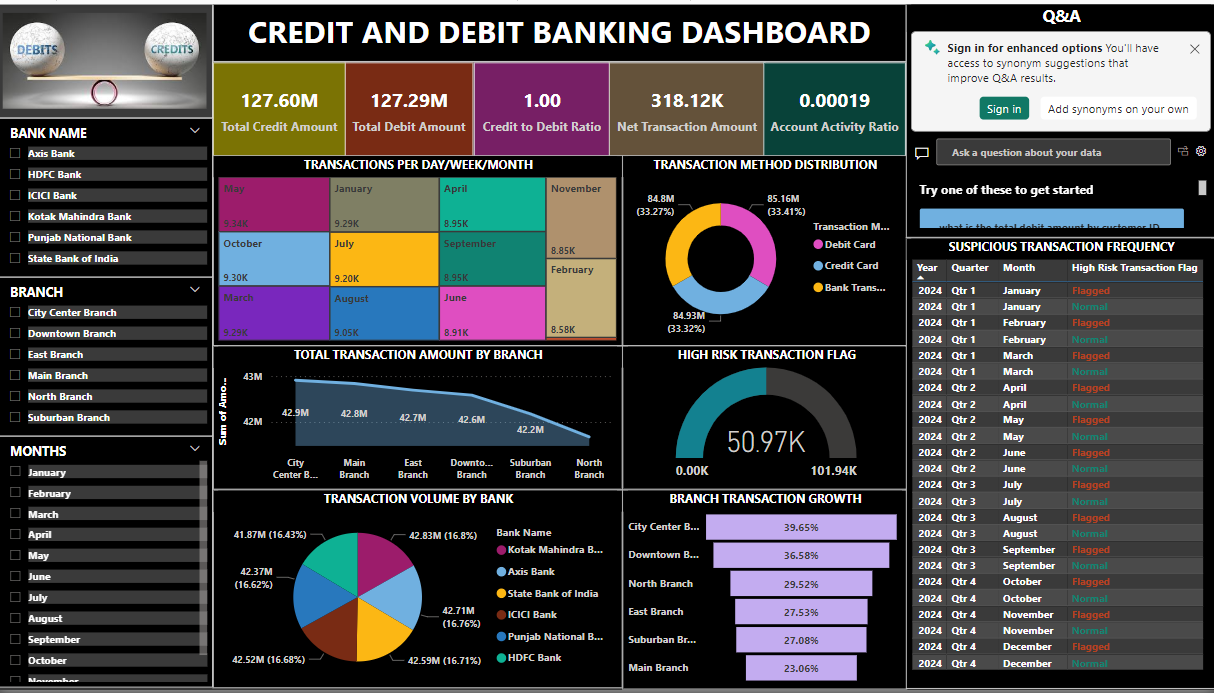 DEBITS
CREDITS
CREDIT AND DEBIT BANKING DASHBOARD
127.60M
Total Credit Amount
127.29M
Total Debit Amount
1.00
Credit to Debit Ratio
318.12K
Net Transaction Amount
0.00019
Account Activity Ratio
BANK NAME
Axis Bank
HDFC Bank
ICICI Bank
Kotak Mahindra Bank
Punjab National Bank
State Bank of India
BRANCH
City Center Branch
Downtown Branch
East Branch
Main Branch
North Branch
Suburban Branch
MONTHS
January
February
March
April
May
June
July
August
September
October
November
TRANSACTIONS PER DAY/WEEK/MONTH
May
9.34K
January
9.29K
April
8.95K
November
8.85K
October
9.30K
July
9.20K
September
8.95K
February
8.58K
March
9.29K
August
9.05K
June
8.91K
TRANSACTION METHOD DISTRIBUTION
84.8M
(33.27%)
85.16M
(33.41%)
84.93M
(33.32%)
Transaction M...
Debit Card
Credit Card
Bank Trans...
TOTAL TRANSACTION AMOUNT BY BRANCH
Sum of Amo...
43M
42M
42.9M
42.8M
42.7M
42.6M
42.2M
City
Center B...
Main
Branch
East
Branch
Downto...
Branch
Suburban
Branch
North
Branch
HIGH RISK TRANSACTION FLAG
50.97K
0.00K
101.94K
TRANSACTION VOLUME BY BANK
41.87M (16.43%)
42.83M (16.8%)
42.37M
(16.62%)
42.71M
(16.76%)
42.52M (16.68%)
42.59M (16.71%)
Bank Name
Kotak Mahindra B...
Axis Bank
State Bank of India
ICICI Bank
Punjab National B...
HDFC Bank
BRANCH TRANSACTION GROWTH
City Center B... 39.65%
Downtown B... 36.58%
North Branch 29.52%
East Branch 27.53%
Suburban Br... 27.08%
Main Branch 23.06%
Q&A
Sign in for enhanced options You'll have
access to synonym suggestions that
improve Q&A results.
Sign in
Add synonyms on your own
Ask a question about your data
Try one of these to get started
what is the total debit amount by customer ID
SUSPICIOUS TRANSACTION FREQUENCY
Year Quarter Month High Risk Transaction Flag
2024 Qtr 1 January Flagged
2024 Qtr 1 January Normal
2024 Qtr 1 February Flagged
2024 Qtr 1 February Normal
2024 Qtr 1 March Flagged
2024 Qtr 1 March Normal
2024 Qtr 2 April Flagged
2024 Qtr 2 April Normal
2024 Qtr 2 May Flagged
2024 Qtr 2 May Normal
2024 Qtr 2 June Flagged
2024 Qtr 2 June Normal
2024 Qtr 3 July Flagged
2024 Qtr 3 July Normal
2024 Qtr 3 August Flagged
2024 Qtr 3 August Normal
2024 Qtr 3 September Flagged
2024 Qtr 3 September Normal
2024 Qtr 4 October Flagged
2024 Qtr 4 October Normal
2024 Qtr 4 November Flagged
2024 Qtr 4 November Normal
2024 Qtr 4 December Flagged
2024 Qtr 4 December Normal